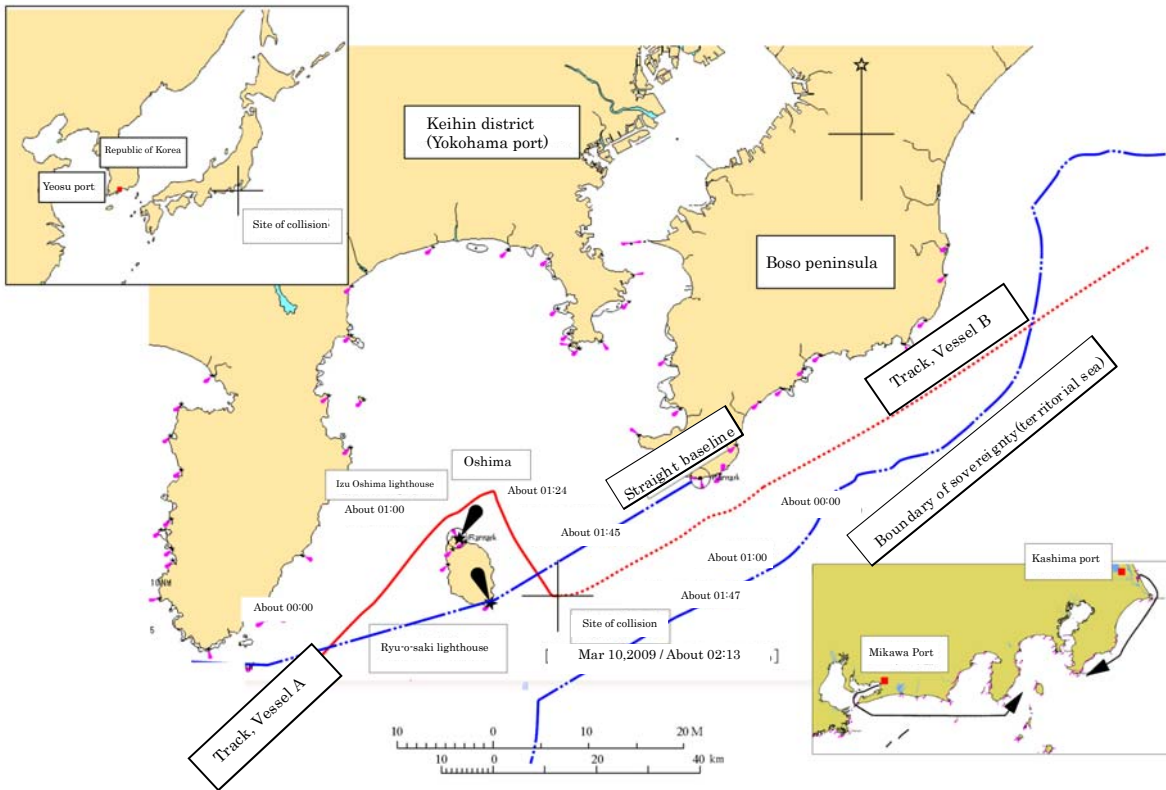 Republic of Korea
Yeosu port
Site of collision
Keihin district
(Yokohama port)
Boso peninsula
Track, Vessel B
Boundary of sovereignty(territorial sea)
Straight baseline
Oshima
Izu Oshima lighthouse
About 01:00
About 01:24
About 00:00
About 01:45
About 01:00
About 01:47
10NM
5
About 00:00
Site of collision
Ryu-o-saki lighthouse
[ Mar 10,2009 / About 02:13 ]
Track, Vessel A
Kashima port
Mikawa Port
10 0 10 20 M
10 0 20 40 km